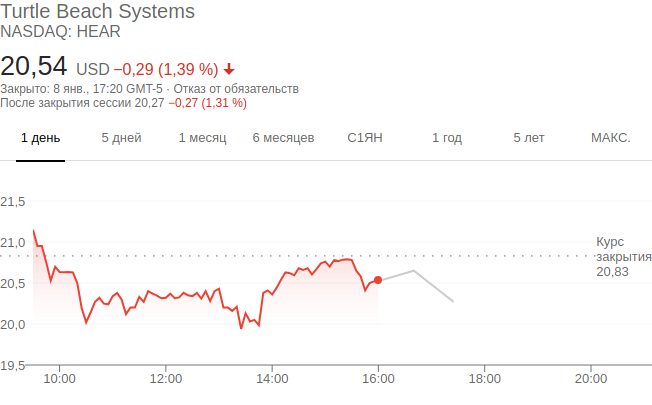 Turtle Beach Systems
NASDAQ: HEAR
20,54 USD −0,29 (1,39 %)
Закрыто: 8 янв., 17:20 GMT-5 · Отказ от обязательств
После закрытия сессии 20,27 −0,27 (1,31 %)
1 день 5 дней 1 месяц 6 месяцев С1ЯН 1 год 5 лет МАКС.
21,5
21,0
Курс
закрытия
20,83
20,5
20,0
19,5
10:00 12:00 14:00 16:00 18:00 20:00